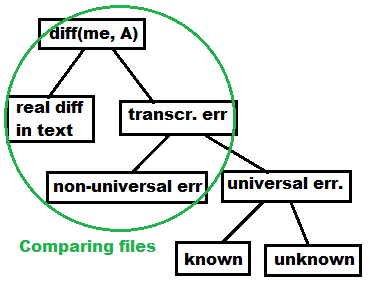 diff(me, A)
real diff
in text
transcr. err
non-universal err
universal err.
Comparing files
known
unknown